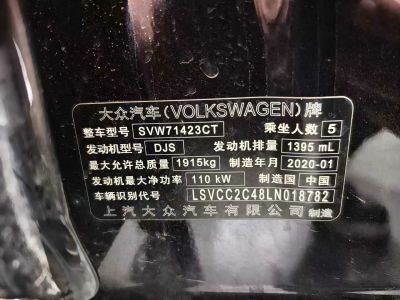 大众汽车(VOLKSWAGEN)牌
整车型号 SVW71423CT 乘坐人数 5
发动机型号 DJS 发动机排量 1395 mL
最大允许总质量 1915kg 制造年月 2020-01
发动机最大净功率 110 kW 制造国 中国
车辆识别代号 LSVCC2C48LN018782
上汽大众汽车有限公司 制造